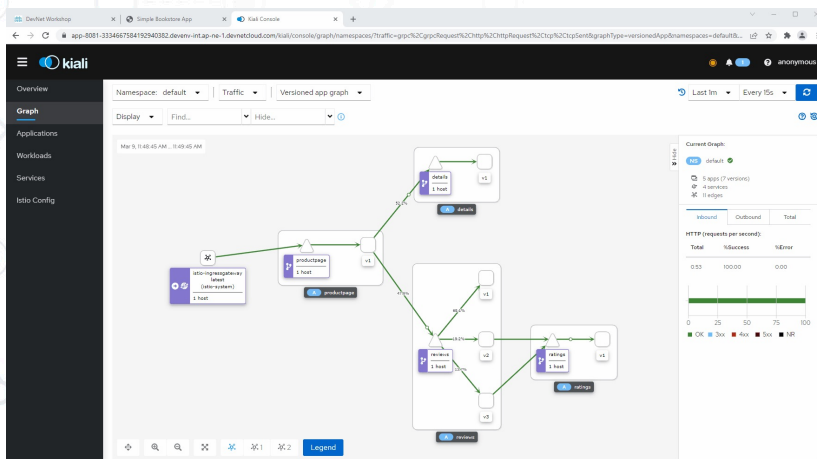 DevNet Workshop
Simple Bookstore App
Kiali Console
app-8081-3334667584192940382.devenv-int.ap-ne-1.devnetcloud.com/kiali/console/graph/namespaces/?traffic=grpc%2CgrpcRequest%2Chttp%2ChttpRequest%2Ctcp%2CtcpSent&graphType=versionedApp&namespaces=default&...
kiali
anonymous
Overview
Graph
Applications
Workloads
Services
Istio Config
Namespace: default
Traffic
Versioned app graph
Last 1m
Every 15s
Display
Find...
Hide...
Mar 9, 11:48:45 AM ... 11:49:45 AM
Hide
details
1 host
v1
A details
istio-ingressgateway
latest
(istio-system)
1 host
productpage
1 host
v1
A productpage
v1
reviews
1 host
v2
v3
A reviews
ratings
1 host
v1
A ratings
Legend
Current Graph:
NS default
5 apps (7 versions)
4 services
11 edges
Inbound
Outbound
Total
HTTP (requests per second):
Total %Success %Error
0.53 100.00 0.00
0 25 50 75 100
OK 3xx 4xx 5xx NR